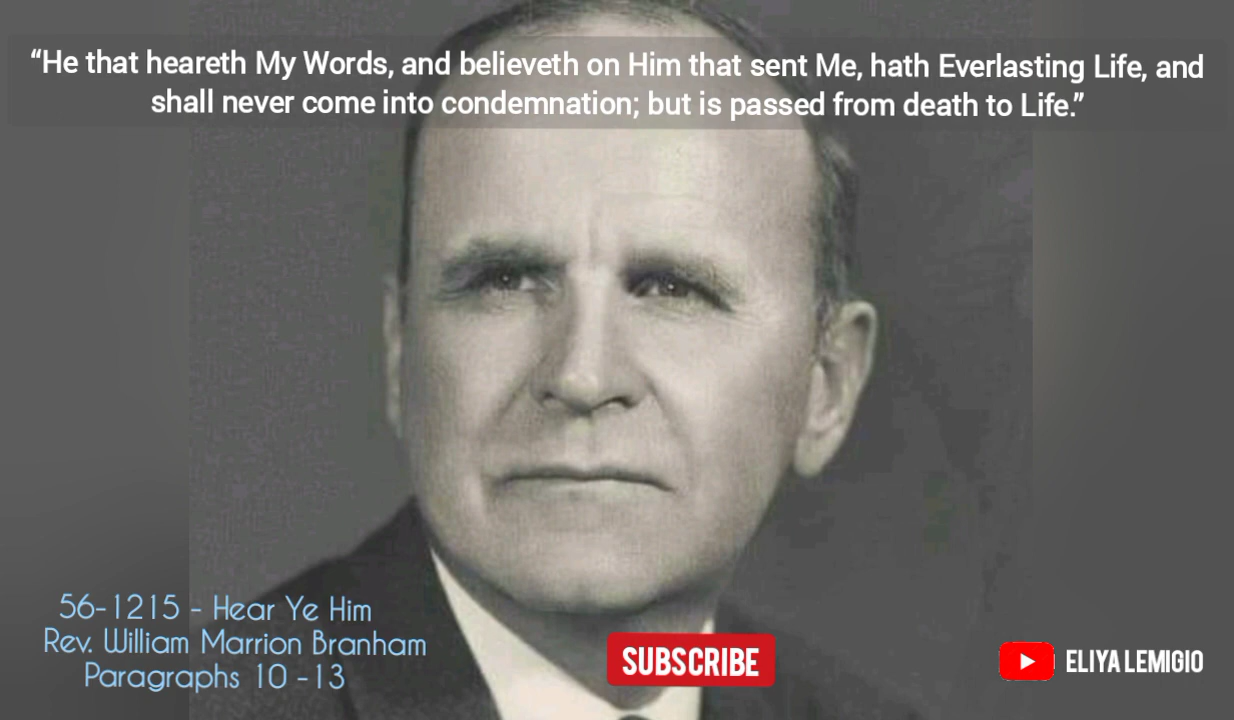 “He that heareth My Words, and believeth on Him that sent Me, hath Everlasting Life, and
shall never come into condemnation; but is passed from death to Life.”
56-1215 - Hear Ye Him
Rev. William Marrion Branham
Paragraphs 10 -13
SUBSCRIBE
ELIYA LEMIGIO